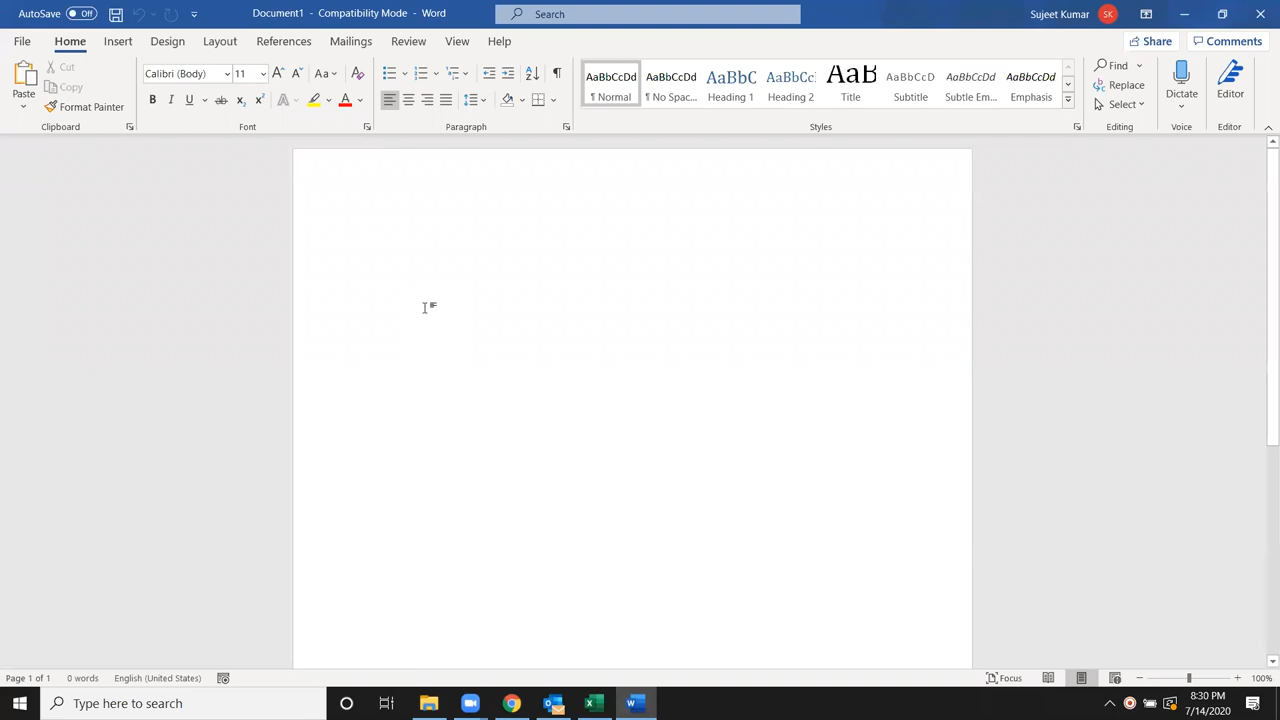 AutoSave Off Document1 - Compatibility Mode - Word Search Sujeet Kumar SK
File Home Insert Design Layout References Mailings Review View Help Share Comments
Paste Cut Copy Format Painter
Clipboard
Calibri (Body) 11 Aa
B I U ab x₂ x² A A
Font
Paragraph
AaBbCcDd AaBbCcDd AaBbC AaBbCc AaB AaBbCcD AaBbCcDd AaBbCcDd
¶ Normal ¶ No Spac... Heading 1 Heading 2 Title Subtitle Subtle Em... Emphasis
Styles
Find
Replace
Select
Editing
Dictate
Voice
Editor
Editor
Page 1 of 1 0 words English (United States) Focus 100%
Type here to search
8:30 PM
7/14/2020